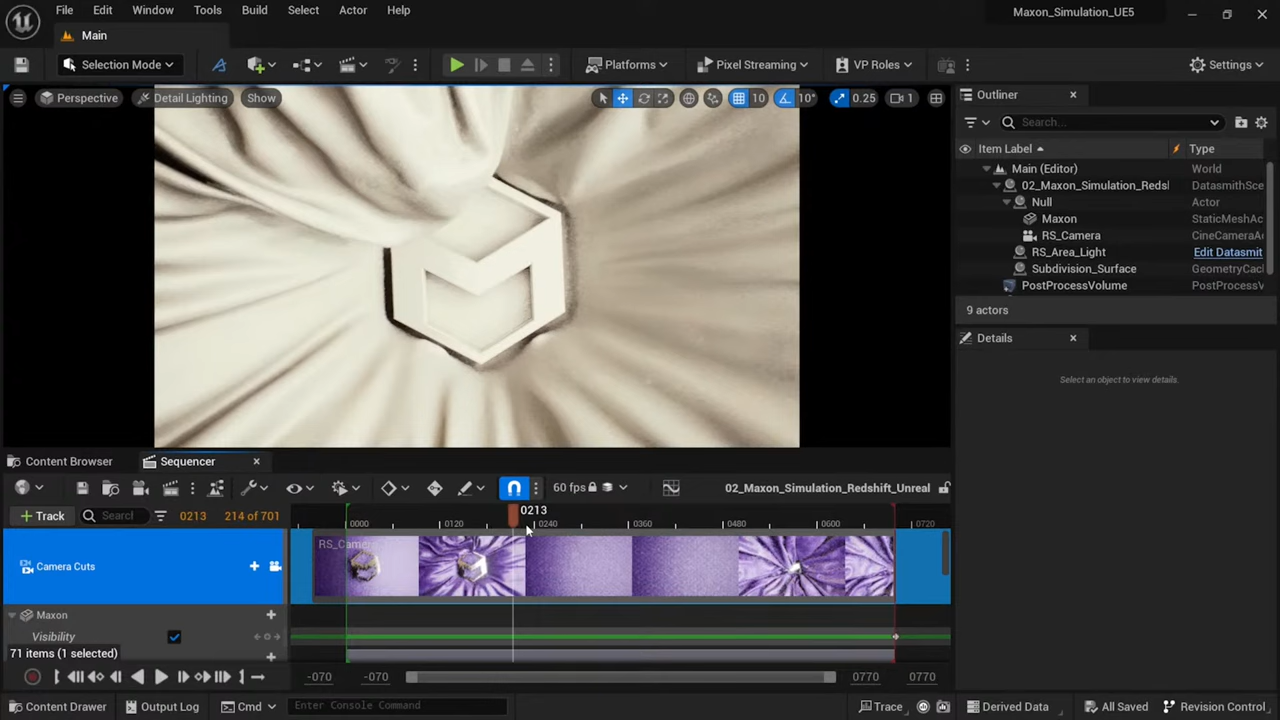 File Edit Window Tools Build Select Actor Help
Maxon_Simulation_UE5
Main
Selection Mode
Platforms
Pixel Streaming
VP Roles
Settings
Perspective
Detail Lighting
Show
10
10°
0.25
1
Outliner
Search...
Item Label
Type
Main (Editor) World
02_Maxon_Simulation_Redsl DatasmithSce
Null Actor
Maxon StaticMeshA
RS_Camera CineCameraA
RS_Area_Light Edit Datasmit
Subdivision_Surface GeometryCac
PostProcessVolume PostProcessV
9 actors
Details
Select an object to view details.
Content Browser
Sequencer
60 fps
02_Maxon_Simulation_Redshift_Unreal
Track
Search
0213
214 of 701
0213
0000 0120 0240 0360 0480 0600 0720
RS_Camera
Camera Cuts
Maxon
Visibility
71 items (1 selected)
-070
-070
0770
0770
Content Drawer
Output Log
Cmd
Enter Console Command
Trace
Derived Data
All Saved
Revision Control